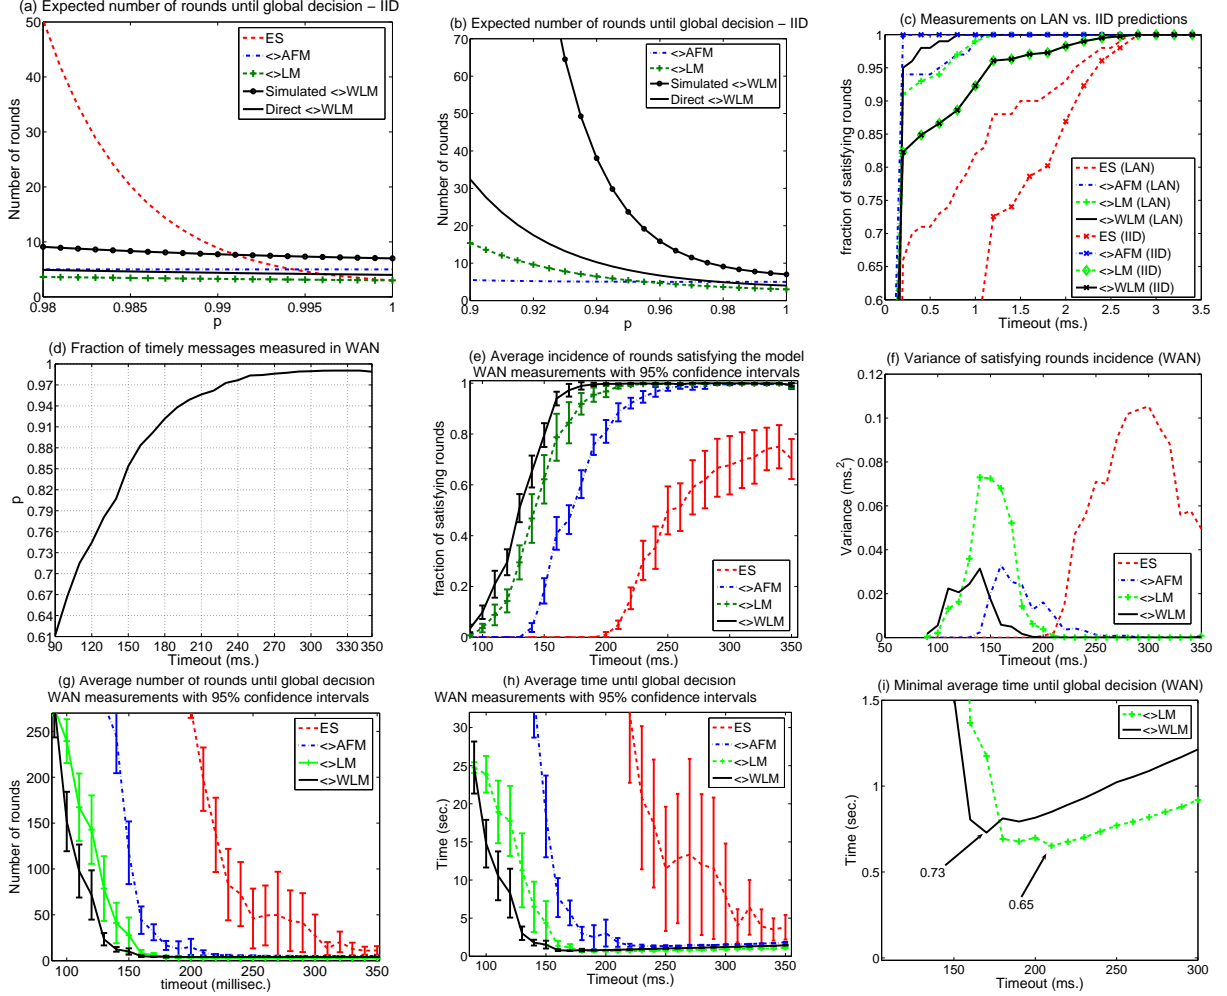 (a) Expected number of rounds until global decision – IID
50
40
30
20
10
0
Number of rounds
0.98
0.985
0.99
0.995
1
p
ES
<>AFM
<>LM
Simulated <>WLM
Direct <>WLM
(b) Expected number of rounds until global decision – IID
70
60
50
40
30
20
10
0
Number of rounds
0.9
0.92
0.94
0.96
0.98
1
p
<>AFM
<>LM
Simulated <>WLM
Direct <>WLM
(c) Measurements on LAN vs. IID predictions
1
0.95
0.9
0.85
0.8
0.75
0.7
0.65
0.6
fraction of satisfying rounds
0
0.5
1
1.5
2
2.5
3
3.5
Timeout (ms.)
ES (LAN)
<>AFM (LAN)
<>LM (LAN)
<>WLM (LAN)
ES (IID)
<>AFM (IID)
<>LM (IID)
<>WLM (IID)
(d) Fraction of timely messages measured in WAN
1
0.97
0.94
0.91
0.88
0.85
0.82
0.79
0.76
0.73
0.7
0.67
0.64
0.61
p
90
120
150
180
210
240
270
300
330340
Timeout (ms.)
(e) Average incidence of rounds satisfying the model
WAN measurements with 95% confidence intervals
1
0.8
0.6
0.4
0.2
0
fraction of satisfying rounds
100
150
200
250
300
350
Timeout (ms.)
ES
<>AFM
<>LM
<>WLM
(f) Variance of satisfying rounds incidence (WAN)
0.12
0.1
0.08
0.06
0.04
0.02
0
Variance (ms.²)
50
100
150
200
250
300
350
Timeout (ms.)
ES
<>AFM
<>LM
<>WLM
(g) Average number of rounds until global decision
WAN measurements with 95% confidence intervals
250
200
150
100
50
0
Number of rounds
100
150
200
250
300
350
timeout (millisec.)
ES
<>AFM
<>LM
<>WLM
(h) Average time until global decision
WAN measurements with 95% confidence intervals
30
25
20
15
10
5
0
Time (sec.)
100
150
200
250
300
350
Timeout (ms.)
ES
<>AFM
<>LM
<>WLM
(i) Minimal average time until global decision (WAN)
1.5
1
0.5
0
Time (sec.)
150
200
250
300
Timeout (ms.)
<>LM
<>WLM
0.73
0.65